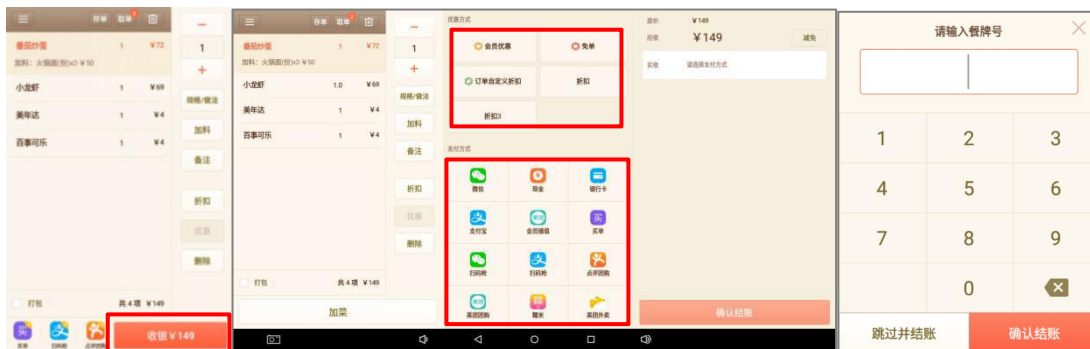 存单 取单
番茄炒蛋 1 ￥72
加料：火锅面(份)x2-￥50
小龙虾 1 ￥69
美年达 1 ￥4
百事可乐 1 ￥4
打包 共4项 ￥149
买单 扫码枪 点评团购
收银￥149
1
规格/做法
加料
备注
折扣
优惠
删除
存单 取单
番茄炒蛋 1 ￥72
加料：火锅面(份)x2-￥50
小龙虾 1.0 ￥69
美年达 1 ￥4
百事可乐 1 ￥4
打包 共4项 ￥149
加菜
1
规格/做法
加料
备注
折扣
优惠
删除
优惠方式
会员优惠 免单
订单自定义折扣 折扣
折扣3
支付方式
微信 现金 银行卡
支付宝 会员储值 买单
扫码枪 扫码枪 点评团购
美团团购 糯米 美团外卖
原价 ￥149
应收 ￥149 减免
实收 请选择支付方式
确认结账
请输入餐牌号
1 2 3
4 5 6
7 8 9
0
跳过并结账 确认结账